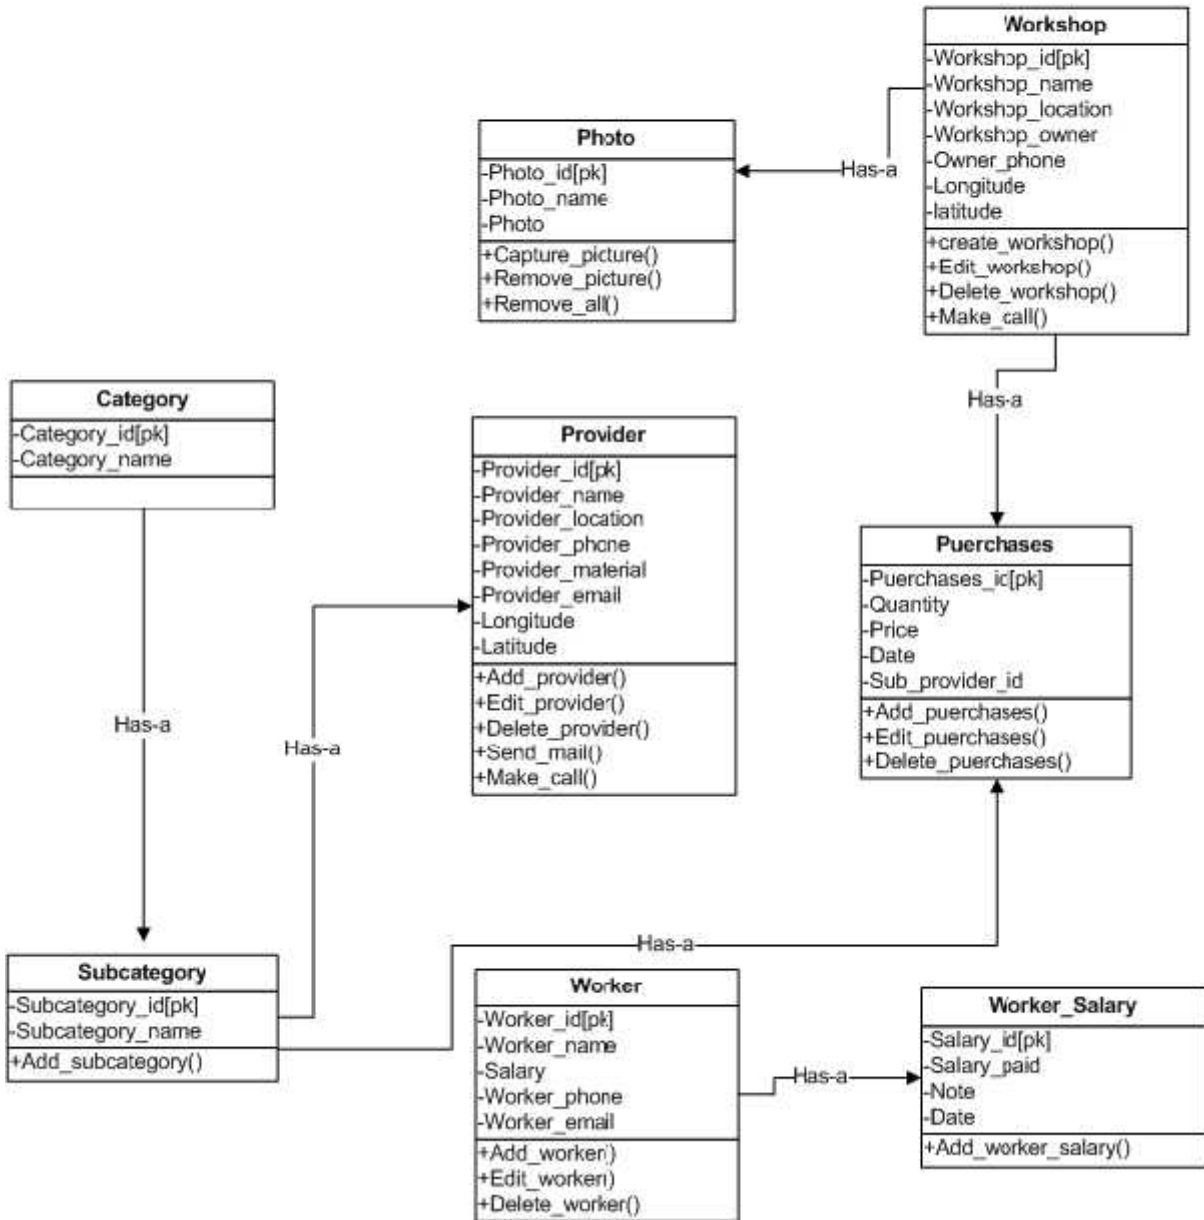 Workshop
-Workshop_id[pk]
-Workshop_name
-Workshop_location
-Workshop_owner
-Owner_phone
-Longitude
-latitude
+create_workshop()
+Edit_workshop()
+Delete_workshop()
+Make_call()
Has-a
Photo
-Photo_id[pk]
-Photo_name
-Photo
+Capture_picture()
+Remove_picture()
+Remove_all()
Has-a
Category
-Category_id[pk]
-Category_name
Has-a
Provider
-Provider_id[pk]
-Provider_name
-Provider_location
-Provider_phone
-Provider_material
-Provider_email
-Longitude
-Latitude
+Add_provider()
+Edit_provider()
+Delete_provider()
+Send_mail()
+Make_call()
Has-a
Puerchases
-Puerchases_id[pk]
-Quantity
-Price
-Date
-Sub_provider_id
+Add_puerchases()
+Edit_puerchases()
+Delete_puerchases()
Has-a
Subcategory
-Subcategory_id[pk]
-Subcategory_name
+Add_subcategory()
Worker
-Worker_id[pk]
-Worker_name
-Salary
-Worker_phone
-Worker_email
+Add_worker()
+Edit_worker()
+Delete_worker()
Has-a
Worker_Salary
-Salary_id[pk]
-Salary_paid
-Note
-Date
+Add_worker_salary()